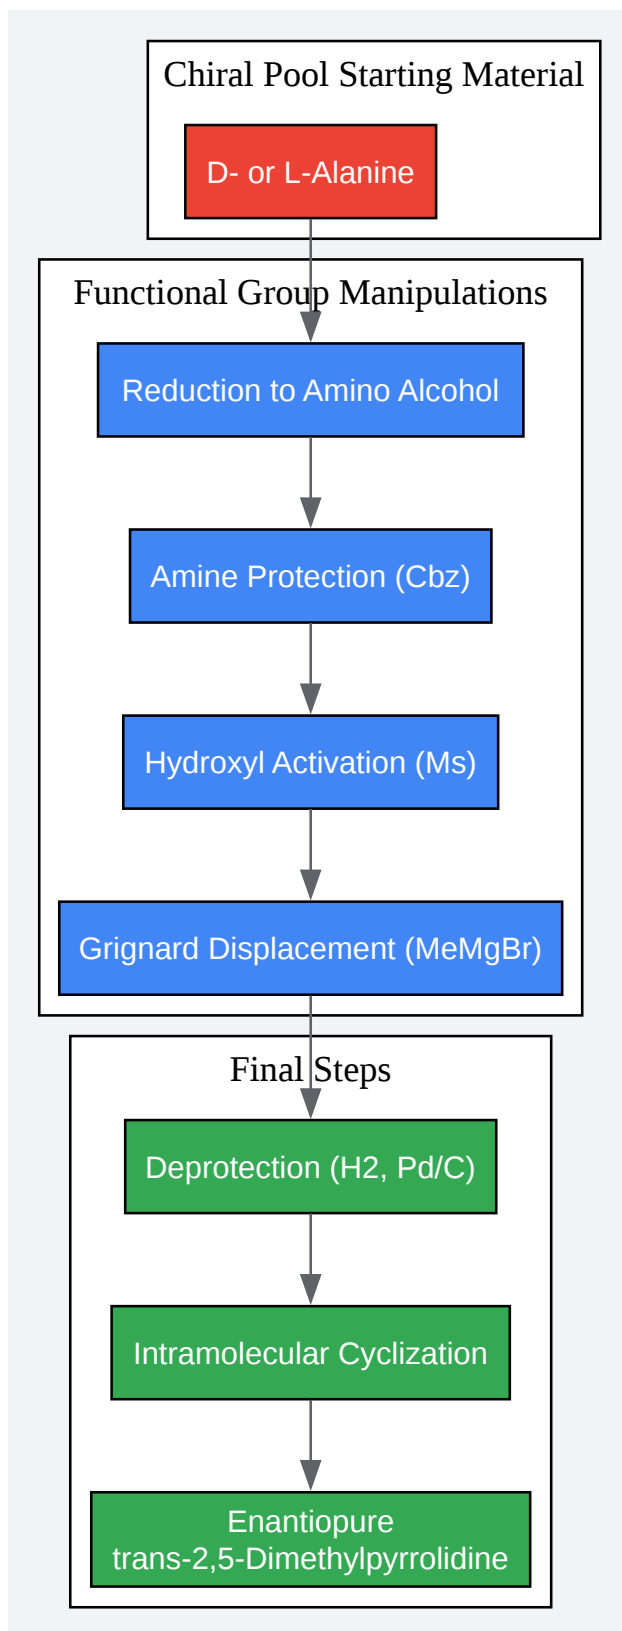 Chiral Pool Starting Material
D- or L-Alanine
Functional Group Manipulations
Reduction to Amino Alcohol
Amine Protection (Cbz)
Hydroxyl Activation (Ms)
Grignard Displacement (MeMgBr)
Final Steps
Deprotection (H2, Pd/C)
Intramolecular Cyclization
Enantiopure
trans-2,5-Dimethylpyrrolidine